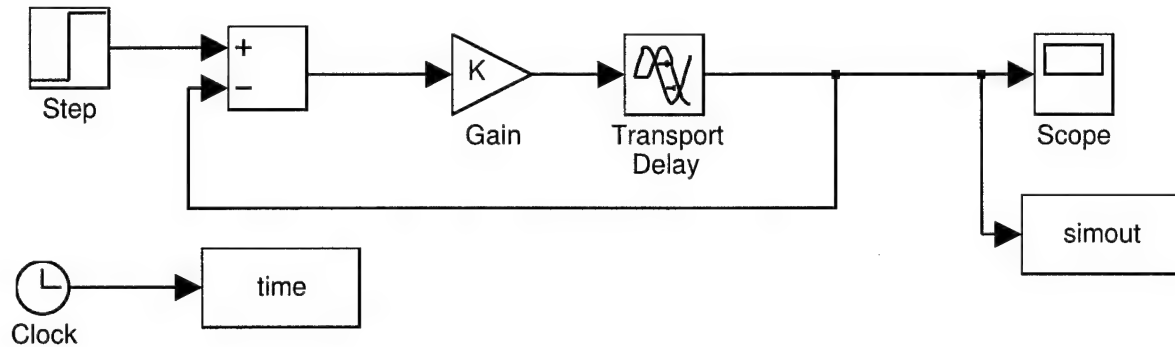 +
−
Step
K
Gain
Transport
Delay
Scope
simout
time
Clock